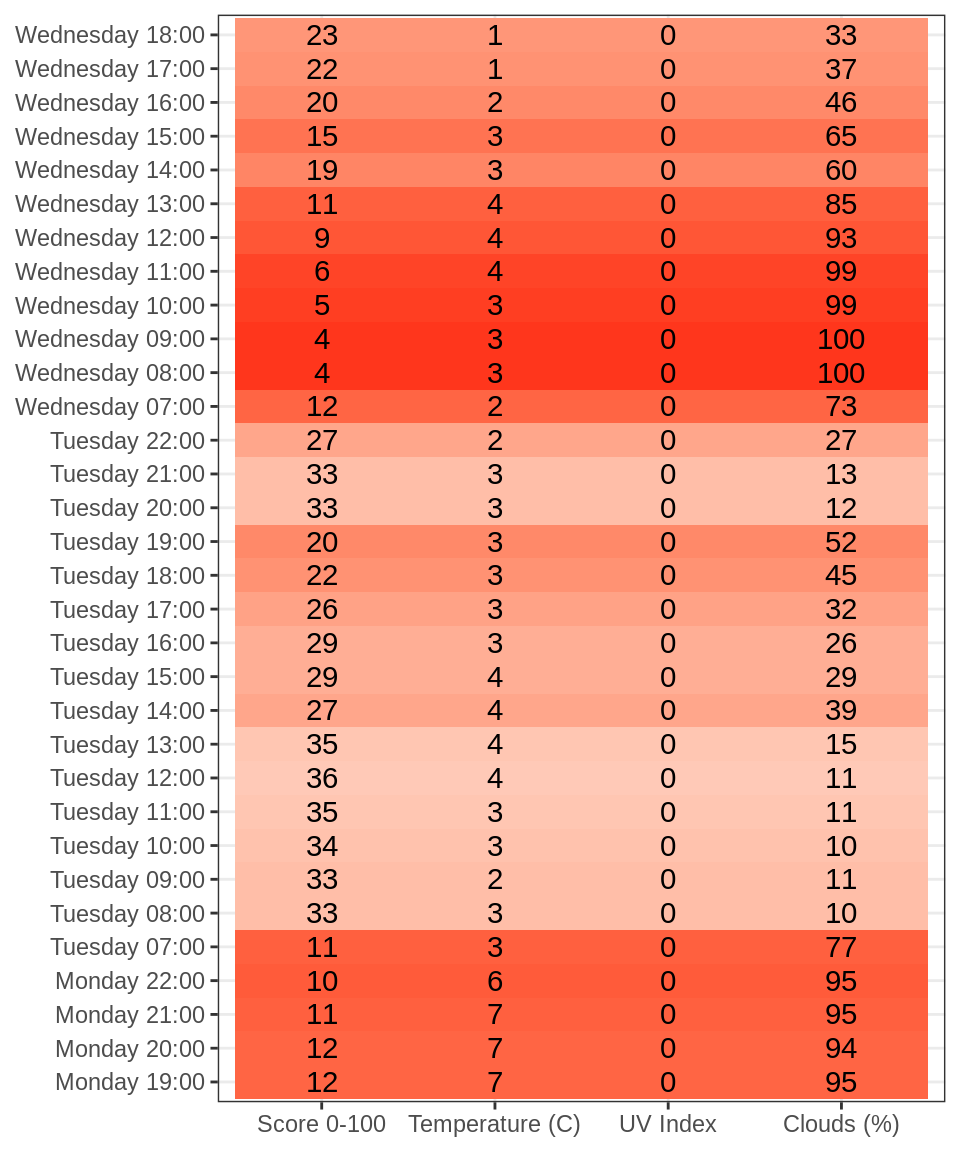 Wednesday 18:00 23 1 0 33
Wednesday 17:00 22 1 0 37
Wednesday 16:00 20 2 0 46
Wednesday 15:00 15 3 0 65
Wednesday 14:00 19 3 0 60
Wednesday 13:00 11 4 0 85
Wednesday 12:00 9 4 0 93
Wednesday 11:00 6 4 0 99
Wednesday 10:00 5 3 0 99
Wednesday 09:00 4 3 0 100
Wednesday 08:00 4 3 0 100
Wednesday 07:00 12 2 0 73
Tuesday 22:00 27 2 0 27
Tuesday 21:00 33 3 0 13
Tuesday 20:00 33 3 0 12
Tuesday 19:00 20 3 0 52
Tuesday 18:00 22 3 0 45
Tuesday 17:00 26 3 0 32
Tuesday 16:00 29 3 0 26
Tuesday 15:00 29 4 0 29
Tuesday 14:00 27 4 0 39
Tuesday 13:00 35 4 0 15
Tuesday 12:00 36 4 0 11
Tuesday 11:00 35 3 0 11
Tuesday 10:00 34 3 0 10
Tuesday 09:00 33 2 0 11
Tuesday 08:00 33 3 0 10
Tuesday 07:00 11 3 0 77
Monday 22:00 10 6 0 95
Monday 21:00 11 7 0 95
Monday 20:00 12 7 0 94
Monday 19:00 12 7 0 95
Score 0-100 Temperature (C) UV Index Clouds (%)